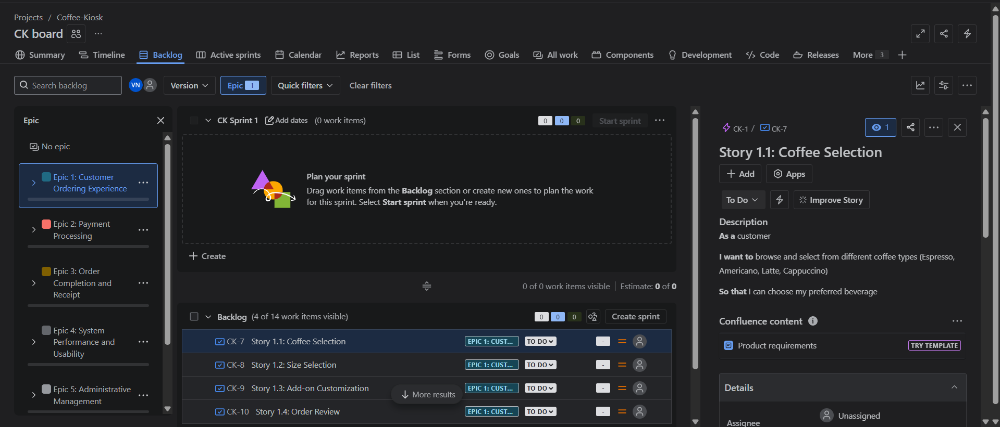 Projects / Coffee-Kiosk
CK board
Summary Timeline Backlog Active sprints Calendar Reports List Forms Goals All work Components Development Code Releases More 3
Search backlog VN Version Epic 1 Quick filters Clear filters
Epic
No epic
Epic 1: Customer
Ordering Experience
Epic 2: Payment
Processing
Epic 3: Order
Completion and
Receipt
Epic 4: System
Performance and
Usability
Epic 5: Administrative
Management
CK Sprint 1 Add dates (0 work items) 0 0 0 Start sprint
Plan your sprint
Drag work items from the Backlog section or create new ones to plan the work
for this sprint. Select Start sprint when you're ready.
Create
0 of 0 work items visible Estimate: 0 of 0
Backlog (4 of 14 work items visible) 0 0 0 Create sprint
CK-7 Story 1.1: Coffee Selection EPIC 1: CUST... TO DO -
CK-8 Story 1.2: Size Selection EPIC 1: CUST... TO DO -
CK-9 Story 1.3: Add-on Customization EPIC 1: CUST... TO DO -
More results
CK-10 Story 1.4: Order Review EPIC 1: CUST... TO DO -
CK-1 / CK-7 1
Story 1.1: Coffee Selection
Add Apps
To Do Improve Story
Description
As a customer
I want to browse and select from different coffee types (Espresso,
Americano, Latte, Cappuccino)
So that I can choose my preferred beverage
Confluence content
Product requirements TRY TEMPLATE
Details
Unassigned
Assignee